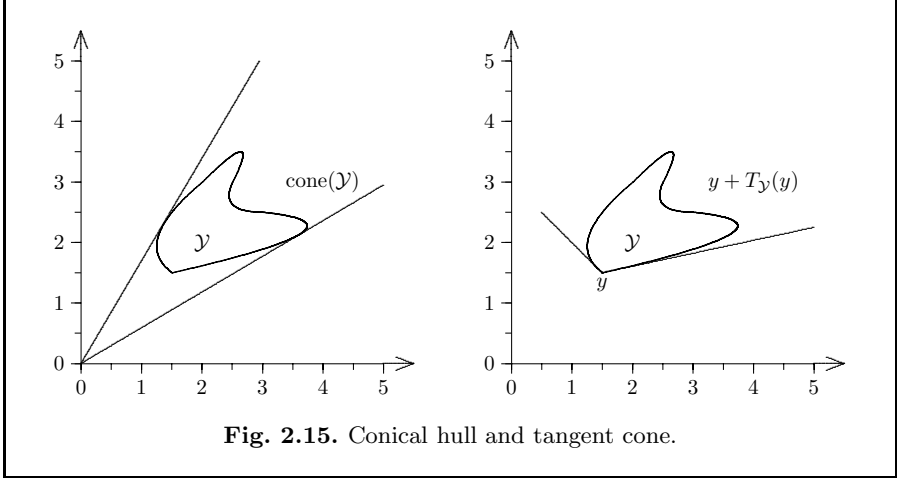 5
4
3
2
1
0
0 1 2 3 4 5
cone(𝒴)
𝒴
5
4
3
2
1
0
0 1 2 3 4 5
y + T_𝒴(y)
𝒴
y
Fig. 2.15. Conical hull and tangent cone.